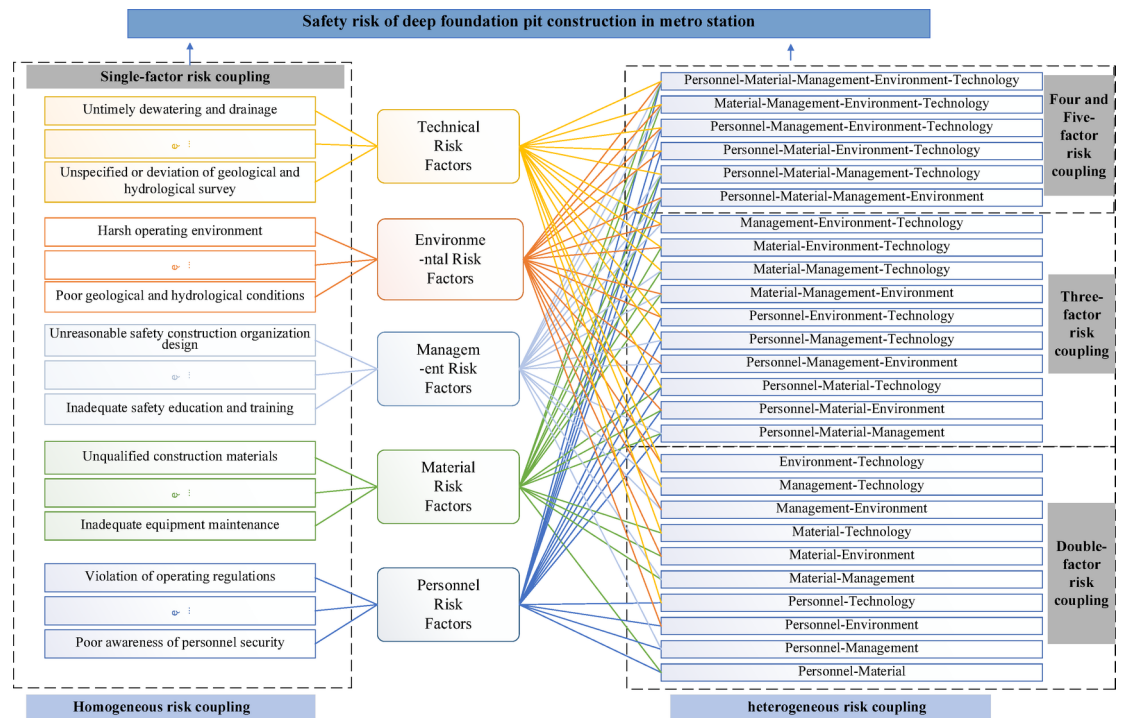 Safety risk of deep foundation pit construction in metro station
Single-factor risk coupling
Untimely dewatering and drainage
...
Unspecified or deviation of geological and
hydrological survey
Harsh operating environment
...
Poor geological and hydrological conditions
Unreasonable safety construction organization
design
...
Inadequate safety education and training
Unqualified construction materials
...
Inadequate equipment maintenance
Violation of operating regulations
...
Poor awareness of personnel security
Homogeneous risk coupling
Technical
Risk
Factors
Environme
-ntal Risk
Factors
Managem
-ent Risk
Factors
Material
Risk
Factors
Personnel
Risk
Factors
Personnel-Material-Management-Environment-Technology
Material-Management-Environment-Technology
Personnel-Management-Environment-Technology
Personnel-Material-Environment-Technology
Personnel-Material-Management-Technology
Personnel-Material-Management-Environment
Four and
Five-
factor
risk
coupling
Management-Environment-Technology
Material-Environment-Technology
Material-Management-Technology
Material-Management-Environment
Personnel-Environment-Technology
Personnel-Management-Technology
Personnel-Management-Environment
Personnel-Material-Technology
Personnel-Material-Environment
Personnel-Material-Management
Three-
factor
risk
coupling
Environment-Technology
Management-Technology
Management-Environment
Material-Technology
Material-Environment
Material-Management
Personnel-Technology
Personnel-Environment
Personnel-Management
Personnel-Material
Double-
factor
risk
coupling
heterogeneous risk coupling